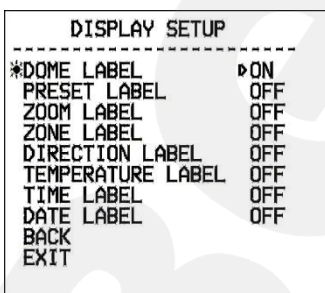 DISPLAY SETUP
DOME LABEL ON
PRESET LABEL OFF
ZOOM LABEL OFF
ZONE LABEL OFF
DIRECTION LABEL OFF
TEMPERATURE LABEL OFF
TIME LABEL OFF
DATE LABEL OFF
BACK
EXIT